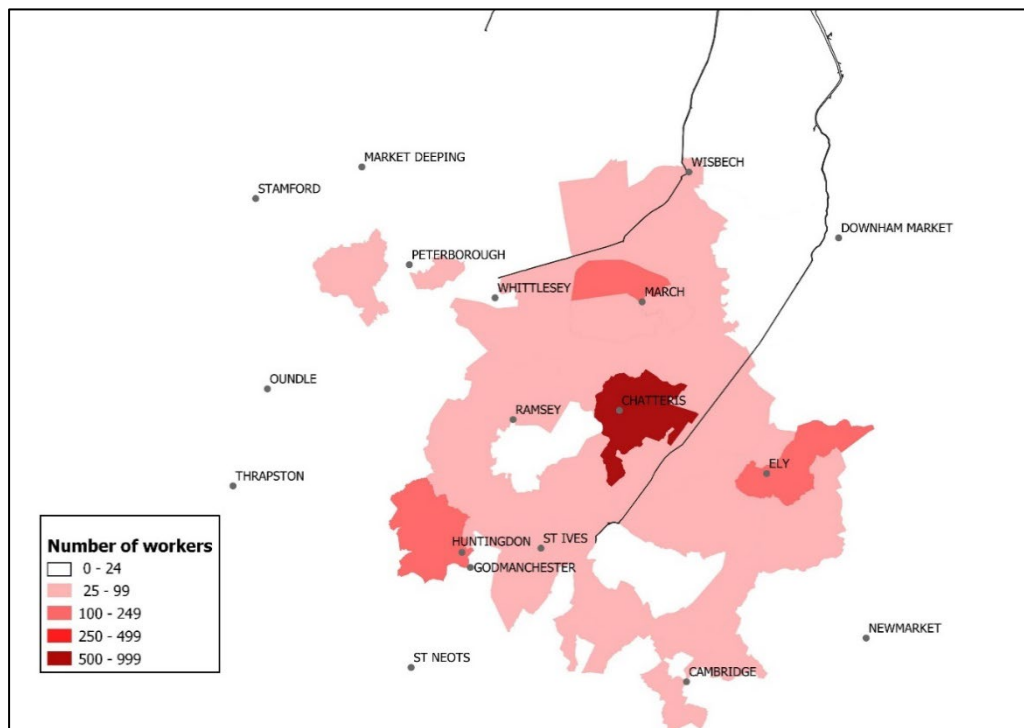 WISBECH
MARKET DEEPING
STAMFORD
DOWNHAM MARKET
PETERBOROUGH
WHITTLESEY
MARCH
OUNDLE
CHATTERIS
RAMSEY
ELY
THRAPSTON
HUNTINGDON
ST IVES
GODMANCHESTER
NEWMARKET
ST NEOTS
CAMBRIDGE
Number of workers
0 - 24
25 - 99
100 - 249
250 - 499
500 - 999